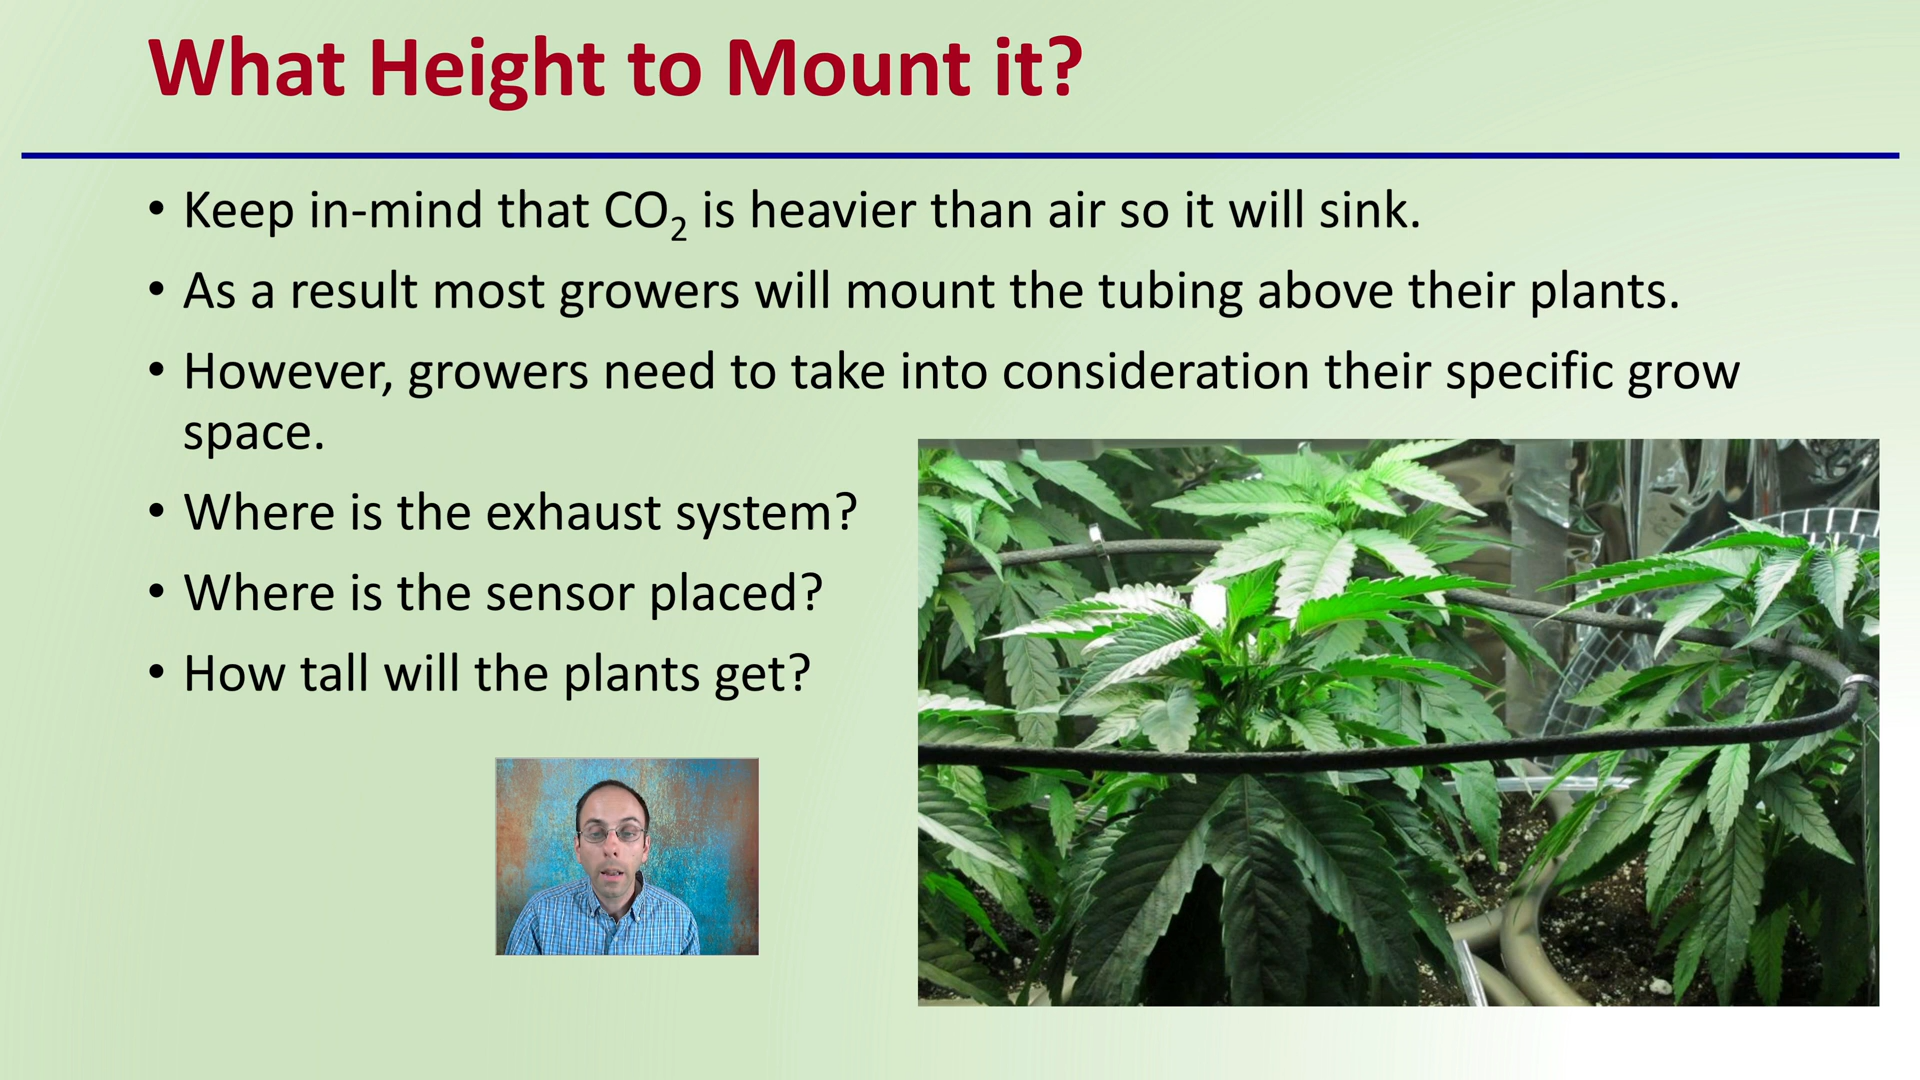 What Height to Mount it?
• Keep in-mind that CO₂ is heavier than air so it will sink.
• As a result most growers will mount the tubing above their plants.
• However, growers need to take into consideration their specific grow
space.
• Where is the exhaust system?
• Where is the sensor placed?
• How tall will the plants get?